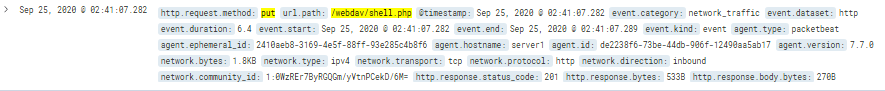 Sep 25, 2020 @ 02:41:07.282 http.request.method: put url.path: /webdav/shell.php @timestamp: Sep 25, 2020 @ 02:41:07.282 event.category: network_traffic event.dataset: http
event.duration: 6.4 event.start: Sep 25, 2020 @ 02:41:07.282 event.end: Sep 25, 2020 @ 02:41:07.289 event.kind: event agent.type: packetbeat
agent.ephemeral_id: 2410aeb8-3169-4e5f-88ff-93e285c4b8f6 agent.hostname: server1 agent.id: de2238f6-73be-44db-906f-12490aa5ab17 agent.version: 7.7.0
network.bytes: 1.8KB network.type: ipv4 network.transport: tcp network.protocol: http network.direction: inbound
network.community_id: 1:0WzREr7ByRGQGm/yVtnPCekD/6M= http.response.status_code: 201 http.response.bytes: 533B http.response.body.bytes: 270B